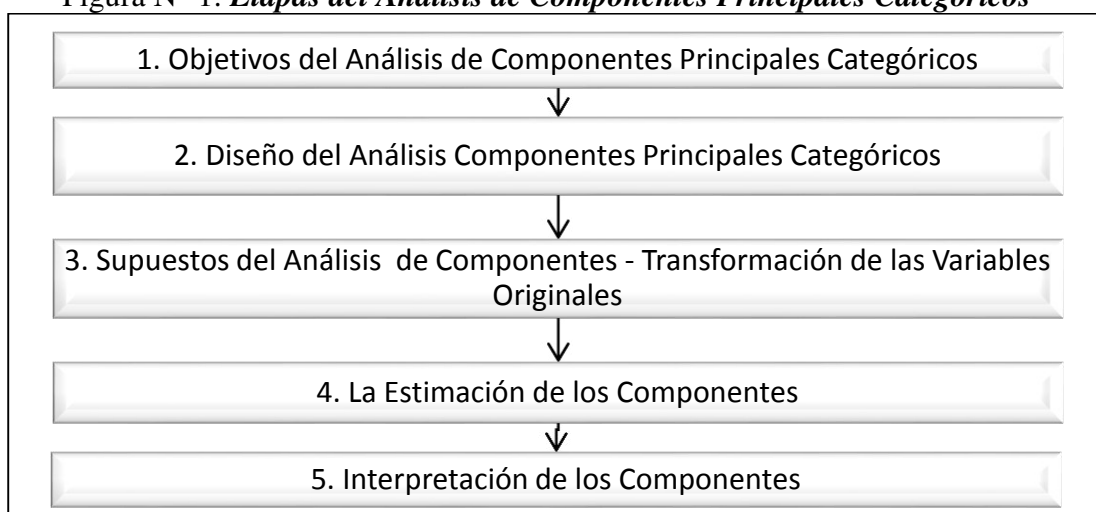 Figura N° 1. Etapas del Análisis de Componentes Principales Categóricos
1. Objetivos del Análisis de Componentes Principales Categóricos
2. Diseño del Análisis Componentes Principales Categóricos
3. Supuestos del Análisis de Componentes - Transformación de las Variables
Originales
4. La Estimación de los Componentes
5. Interpretación de los Componentes